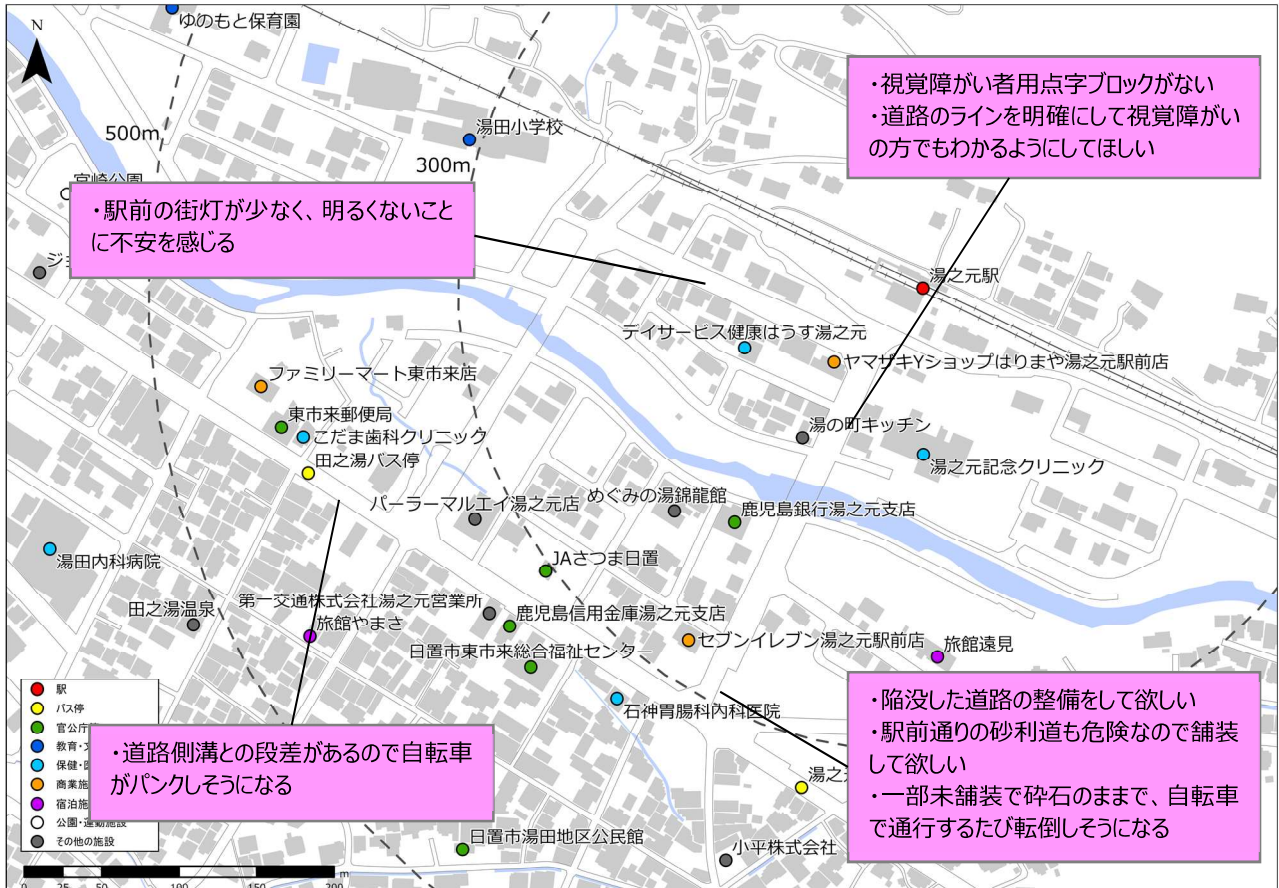 N
ゆのもと保育園
500m
湯田小学校
300m
・視覚障がい者用点字ブロックがない
・道路のラインを明確にして視覚障がい
の方でもわかるようにしてほしい
宮崎公園
・駅前の街灯が少なく、明るくないこと
に不安を感じる
湯之元駅
デイサービス健康はうす湯之元
ヤマザキYショップはりまや湯之元駅前店
ファミリーマート東市来店
東市来郵便局
こだま歯科クリニック
田之湯バス停
湯の町キッチン
湯之元記念クリニック
パーラーマルエイ湯之元店
めぐみの湯錦龍館
鹿児島銀行湯之元支店
湯田内科病院
JAさつま日置
田之湯温泉
第一交通株式会社湯之元営業所
旅館やまさ
鹿児島信用金庫湯之元支店
日置市東市来総合福祉センター
セブンイレブン湯之元駅前店
旅館遠見
石神胃腸科内科医院
駅
バス停
官公庁
教育・
保健・
商業施
宿泊施
公園・運動施設
その他の施設
・道路側溝との段差があるので自転車
がパンクしそうになる
・陥没した道路の整備をして欲しい
・駅前通りの砂利道も危険なので舗装
して欲しい
・一部未舗装で砕石のままで、自転車
で通行するたび転倒しそうになる
湯之
日置市湯田地区公民館
小平株式会社
0 25 50 100 150 200 m